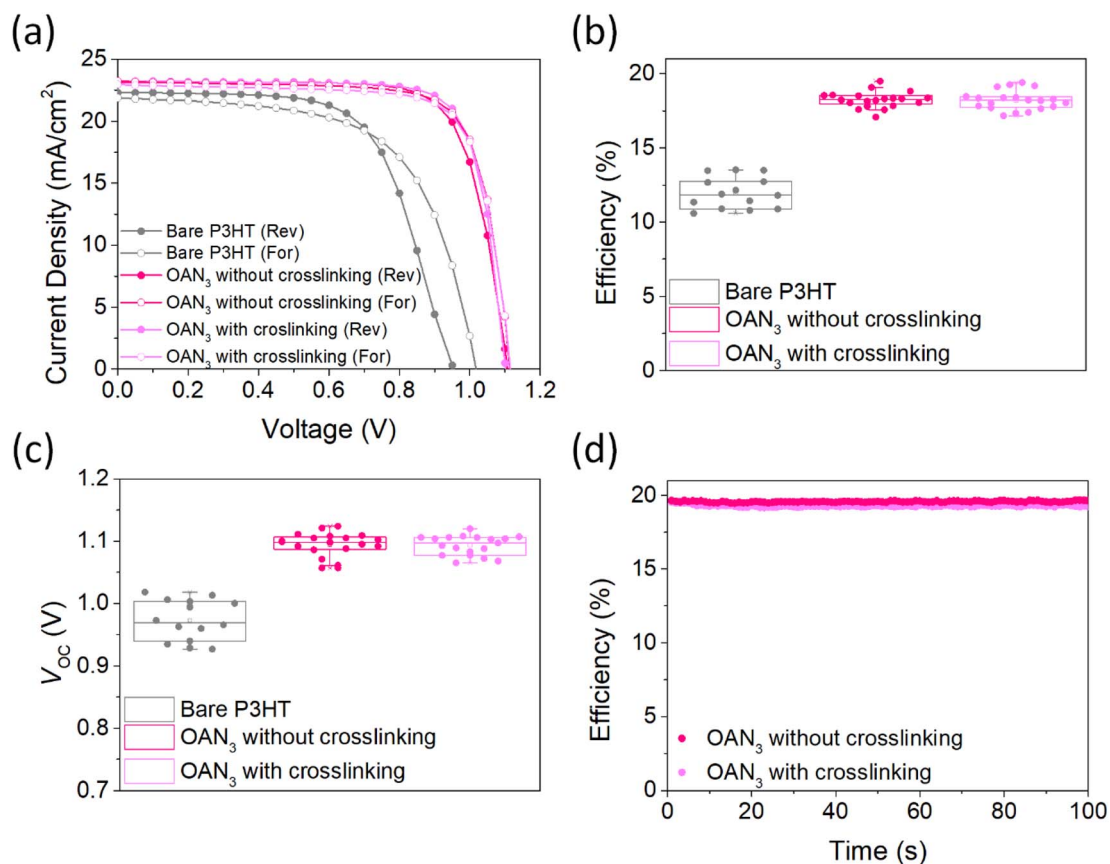 (a)
25
20
15
10
5
0
Current Density (mA/cm²)
Bare P3HT (Rev)
Bare P3HT (For)
OAN₃ without crosslinking (Rev)
OAN₃ without crosslinking (For)
OAN₃ with croslinking (Rev)
OAN₃ with crosslinking (For)
0.0 0.2 0.4 0.6 0.8 1.0 1.2
Voltage (V)
(b)
20
15
10
5
0
Efficiency (%)
Bare P3HT
OAN₃ without crosslinking
OAN₃ with crosslinking
(c)
1.2
1.1
1.0
0.9
0.8
0.7
V_OC (V)
Bare P3HT
OAN₃ without crosslinking
OAN₃ with crosslinking
(d)
20
15
10
5
0
Efficiency (%)
OAN₃ without crosslinking
OAN₃ with crosslinking
0 20 40 60 80 100
Time (s)